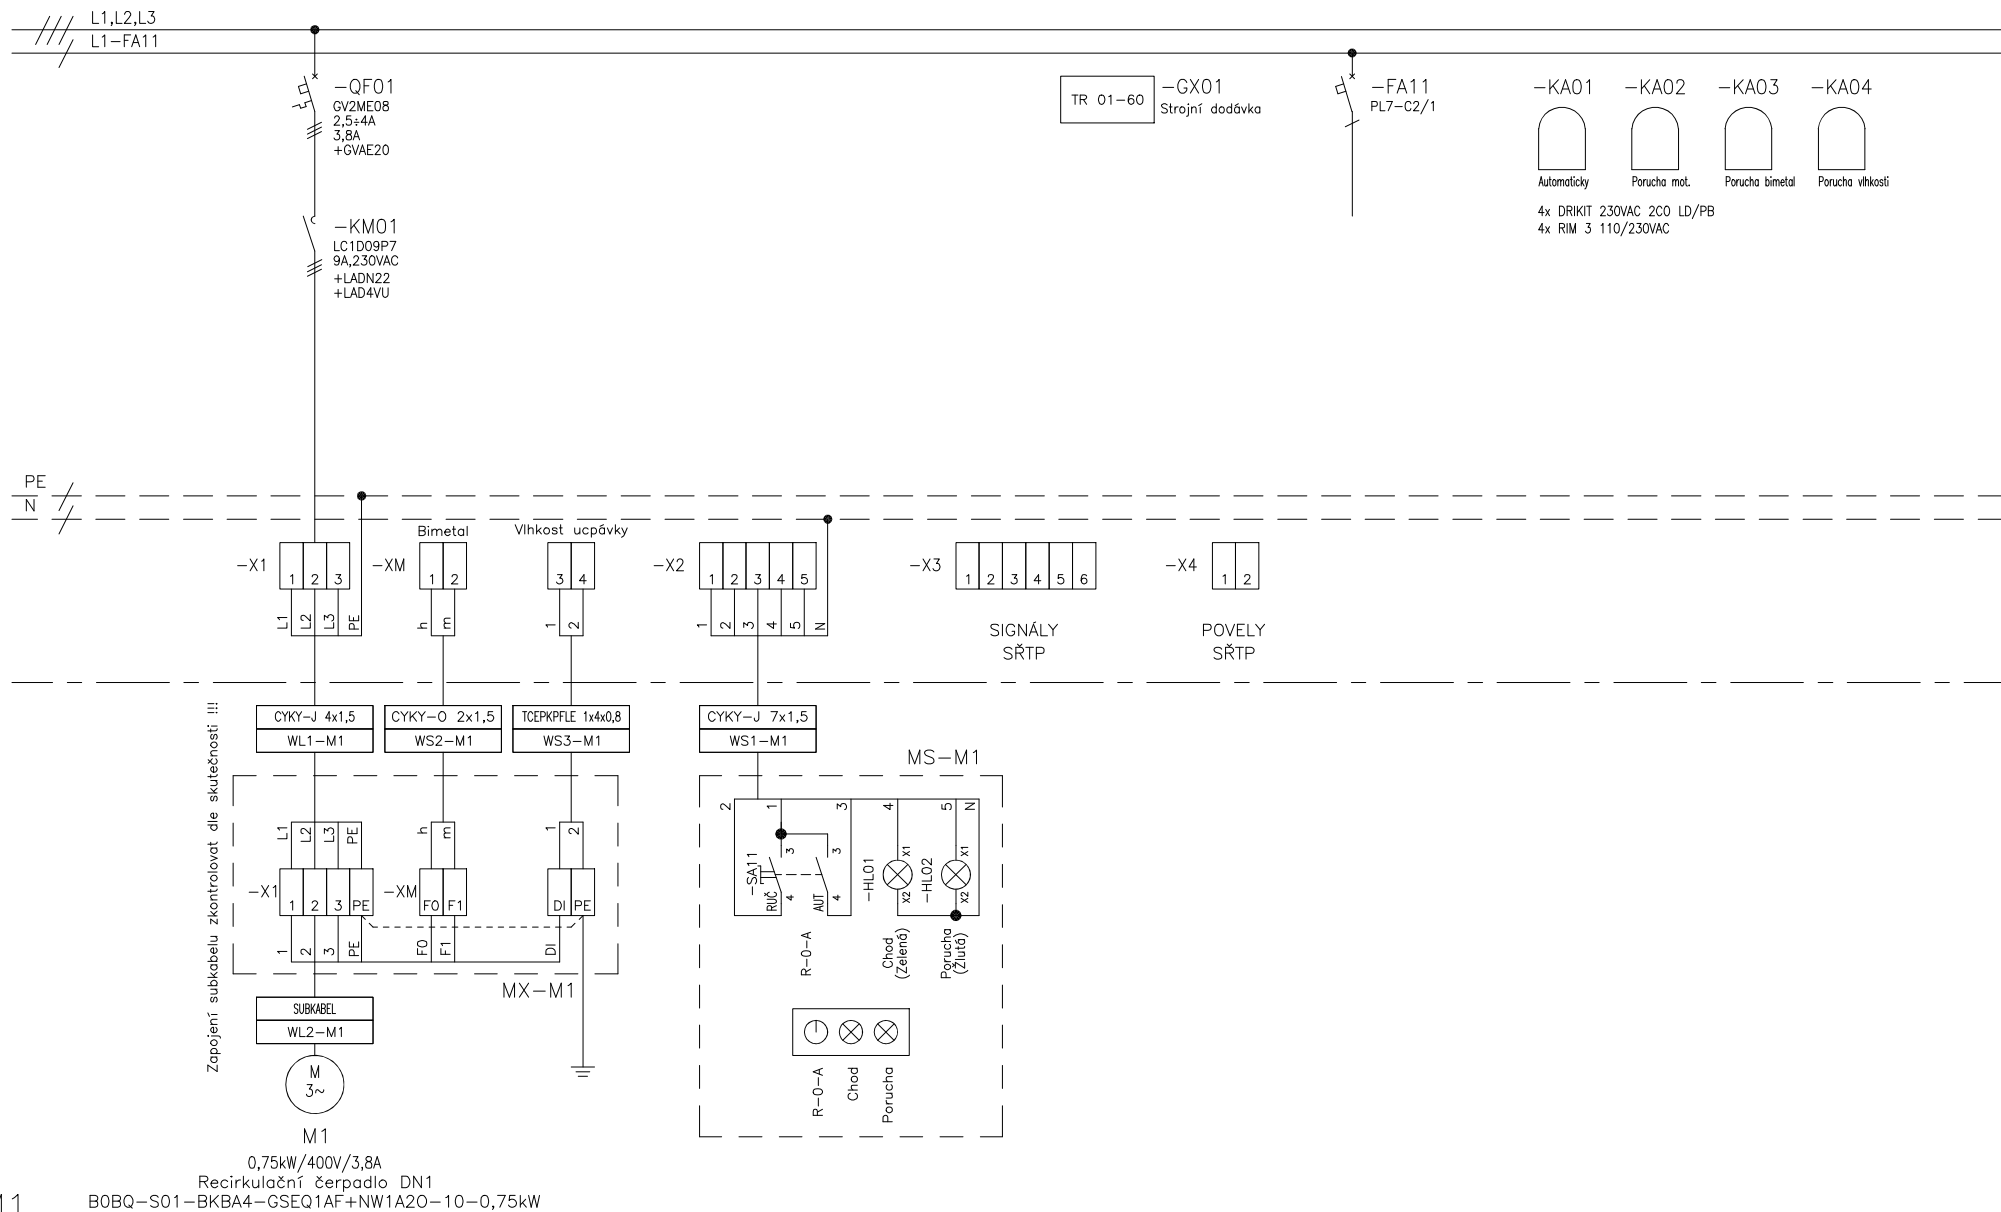 L1,L2,L3
L1-FA11
-QF01
GV2ME08
2,5÷4A
3,8A
+GVAE20
TR 01-60
-GX01
Strojní dodávka
-FA11
PL7-C2/1
-KA01
-KA02
-KA03
-KA04
Automaticky
Porucha mot.
Porucha bimetal
Porucha vlhkosti
4x DRIKIT 230VAC 2CO LD/PB
4x RIM 3 110/230VAC
-KM01
LC1D09P7
9A,230VAC
+LADN22
+LAD4VU
PE
N
Bimetal
Vlhkost ucpávky
-X1
1 2 3
-XM
1 2
3 4
-X2
1 2 3 4 5
-X3
1 2 3 4 5 6
-X4
1 2
L1 L2 L3 PE
h m
1 2
1 2 3 4 5 N
SIGNÁLY
SŘTP
POVELY
SŘTP
Zapojení subkabelu zkontrolovat dle skutečnosti !!!
CYKY-J 4x1,5
WL1-M1
CYKY-O 2x1,5
WS2-M1
TCEPKPFLE 1x4x0,8
WS3-M1
CYKY-J 7x1,5
WS1-M1
MS-M1
L1 L2 L3 PE
h m
1 2
-X1
1 2 3 PE
-XM
F0 F1
DI PE
1 2 3 PE
F0 F1
DI
MX-M1
2 1 3 4 5 N
-SA11
3
4
RUČ
3
4
AUT
R-0-A
-HL01
X1
X2
Chod
(Zelená)
-HL02
X1
X2
Porucha
(Žlutá)
R-0-A
Chod
Porucha
SUBKABEL
WL2-M1
M
3~
M1
0,75kW/400V/3,8A
Recirkulační čerpadlo DN1
B0BQ-S01-BKBA4-GSEQ1AF+NW1A2O-10-0,75kW